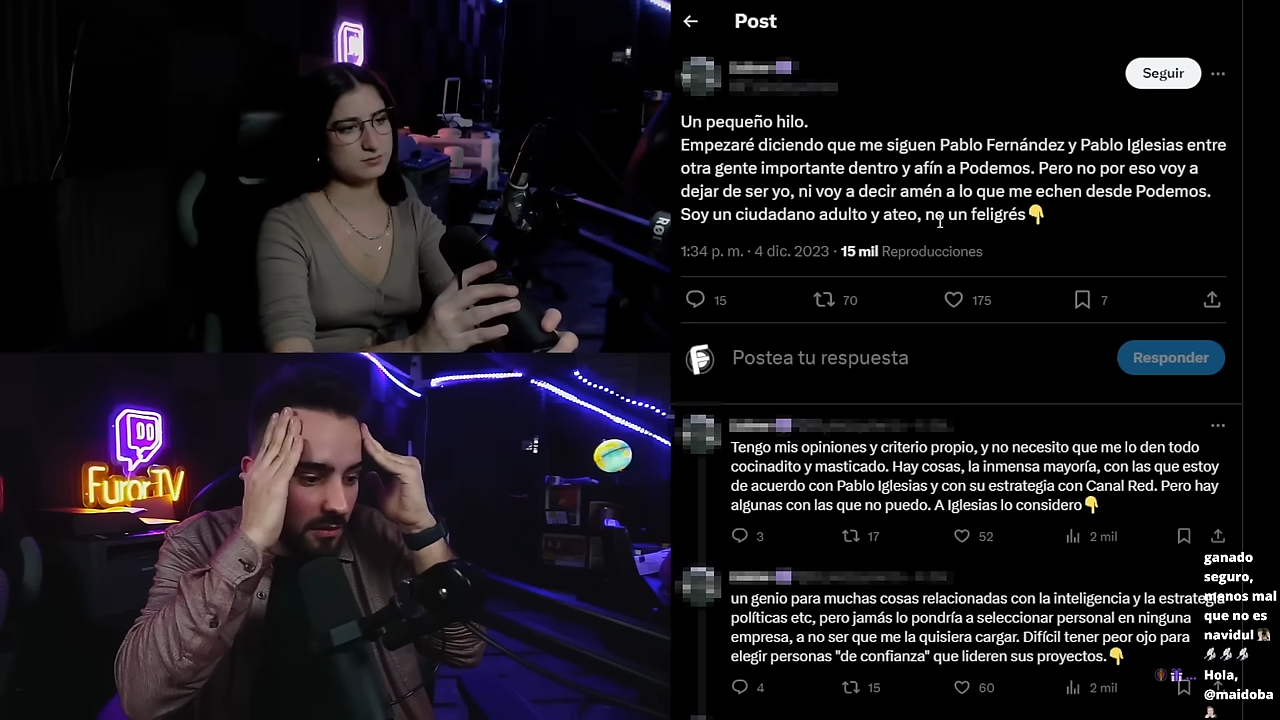 Post
Seguir
Un pequeño hilo.
Empezaré diciendo que me siguen Pablo Fernández y Pablo Iglesias entre
otra gente importante dentro y afín a Podemos. Pero no por eso voy a
dejar de ser yo, ni voy a decir amén a lo que me echen desde Podemos.
Soy un ciudadano adulto y ateo, no un feligrés👇
1:34 p. m. · 4 dic. 2023 · 15 mil Reproducciones
15 70 175 7
Postea tu respuesta
Responder
Tengo mis opiniones y criterio propio, y no necesito que me lo den todo
cocinadito y masticado. Hay cosas, la inmensa mayoría, con las que estoy
de acuerdo con Pablo Iglesias y con su estrategia con Canal Red. Pero hay
algunas con las que no puedo. A Iglesias lo considero👇
3 17 52 2 mil
un genio para muchas cosas relacionadas con la inteligencia y la estrategia
políticas etc, pero jamás lo pondría a seleccionar personal en ninguna
empresa, a no ser que me la quisiera cargar. Difícil tener peor ojo para
elegir personas "de confianza" que lideren sus proyectos.👇
4 15 60 2 mil
ganado
seguro,
menos mal
que no es
navidul
Hola,
@maidoba
FurorTV